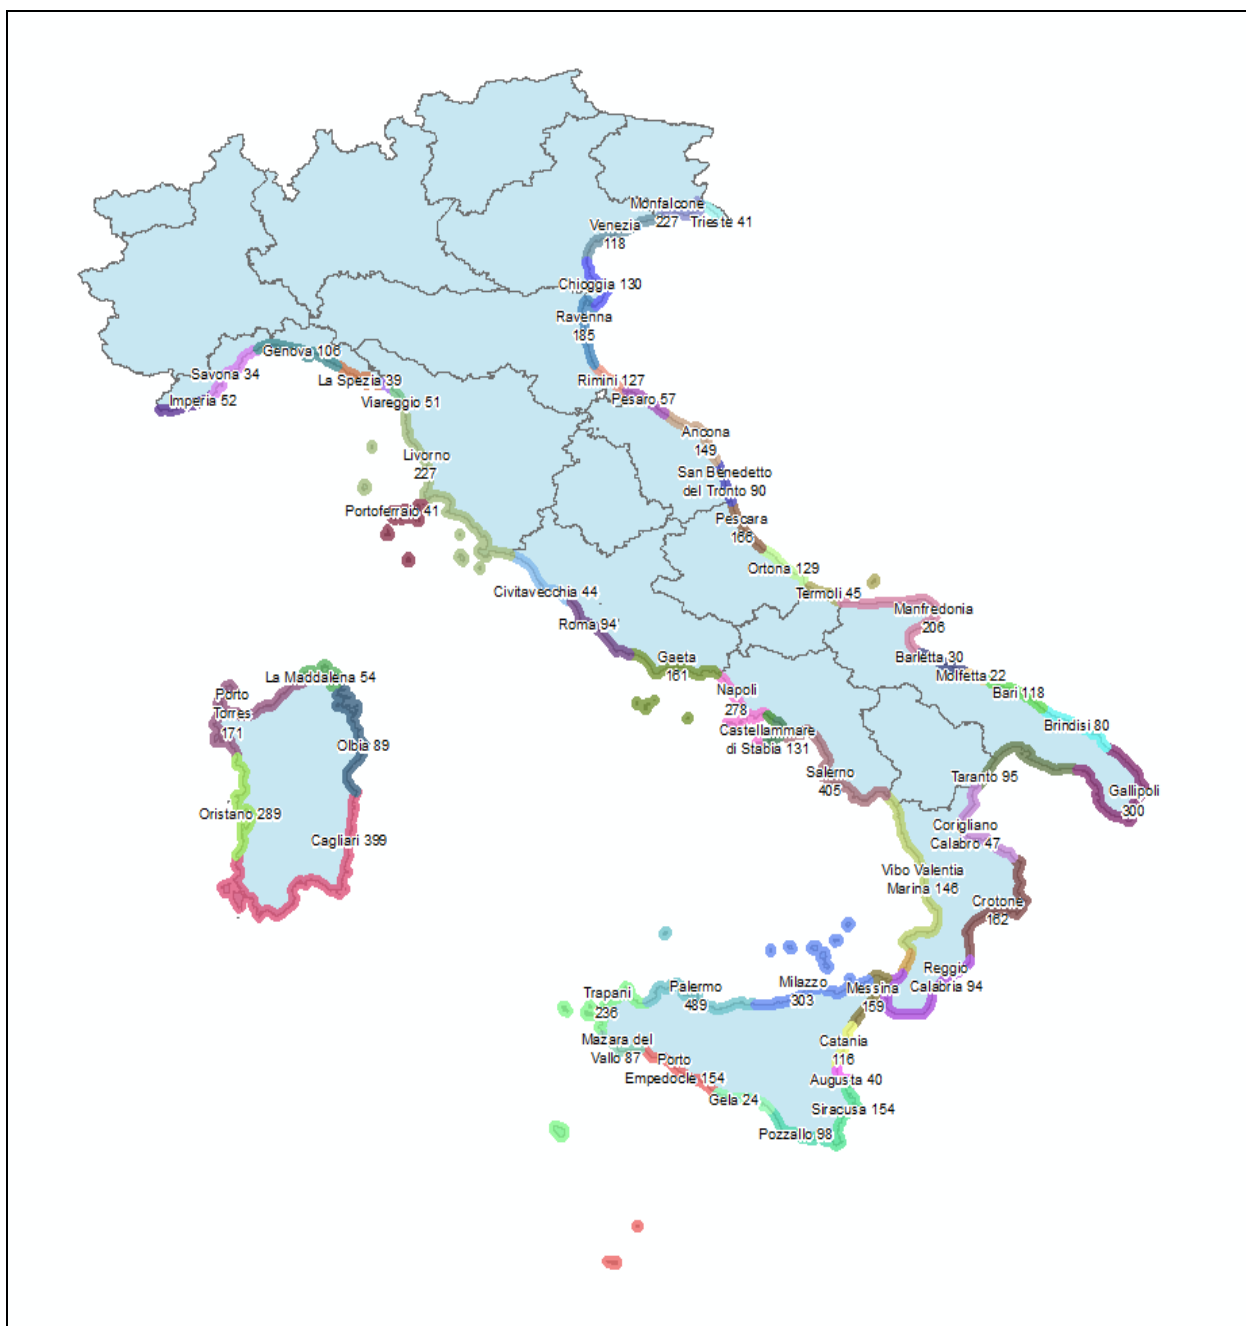 Monfalcone
227
Trieste 41
Venezia
118
Chioggia 130
Ravenna
185
Genova 106
Savona 34
La Spezia 39
Imperia 52
Viareggio 51
Rimini 127
Pesaro 57
Ancona
149
Livorno
227
San Benedetto
del Tronto 90
Portoferraio 41
Pescara
166
Ortona 129
Civitavecchia 44
Termoli 45
Roma 94
Manfredonia
206
Gaeta
161
Barletta 30
Molfetta 22
Bari 118
Brindisi 80
La Maddalena 54
Porto
Torres
171
Napoli
278
Castellammare
di Stabia 131
Olbia 89
Salerno
405
Taranto 95
Gallipoli
300
Oristano 289
Cagliari 399
Corigliano
Calabro 47
Vibo Valentia
Marina 146
Crotone
162
Reggio
Calabria 94
Trapani
236
Palermo
489
Milazzo
303
Messina
159
Mazara del
Vallo 87
Porto
Empedocle 154
Catania
116
Augusta 40
Gela 24
Siracusa 154
Pozzallo 98